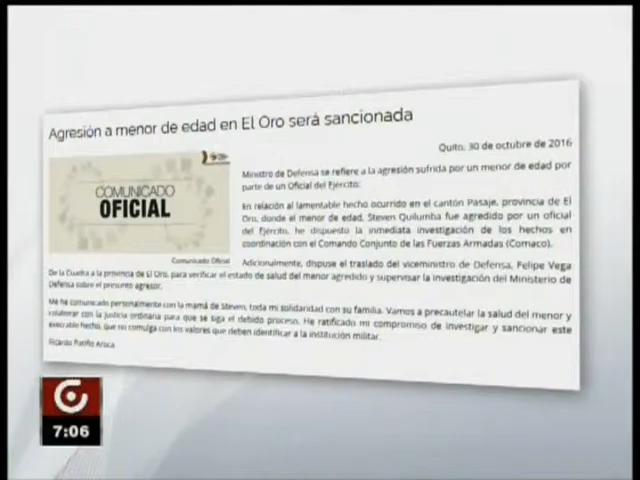 Agresión a menor de edad en El Oro será sancionada
Quito, 30 de octubre de 2016
COMUNICADO
OFICIAL
Comunicado Oficial
Ministro de Defensa se refiere a la agresión sufrida por un menor de edad por
parte de un Oficial del Ejército:
En relación al lamentable hecho ocurrido en el cantón Pasaje, provincia de El
Oro, donde el menor de edad, Steven Quilumba fue agredido por un oficial
del Ejército, he dispuesto la inmediata investigación de los hechos en
coordinación con el Comando Conjunto de las Fuerzas Armadas (Comaco).
Adicionalmente, dispuse el traslado del viceministro de Defensa, Felipe Vega
De la Cuadra a la provincia de El Oro, para verificar el estado de salud del menor agredido y supervisar la investigación del Ministerio de
Defensa sobre el presunto agresor.
Me he comunicado personalmente con la mamá de Steven, toda mi solidaridad con su familia. Vamos a precautelar la salud del menor y
colaborar con la justicia ordinaria para que se siga el debido proceso. He ratificado mi compromiso de investigar y sancionar este
execrable hecho, que no comulga con los valores que deben identificar a la institución militar.
Ricardo Patiño Aroca
7:06